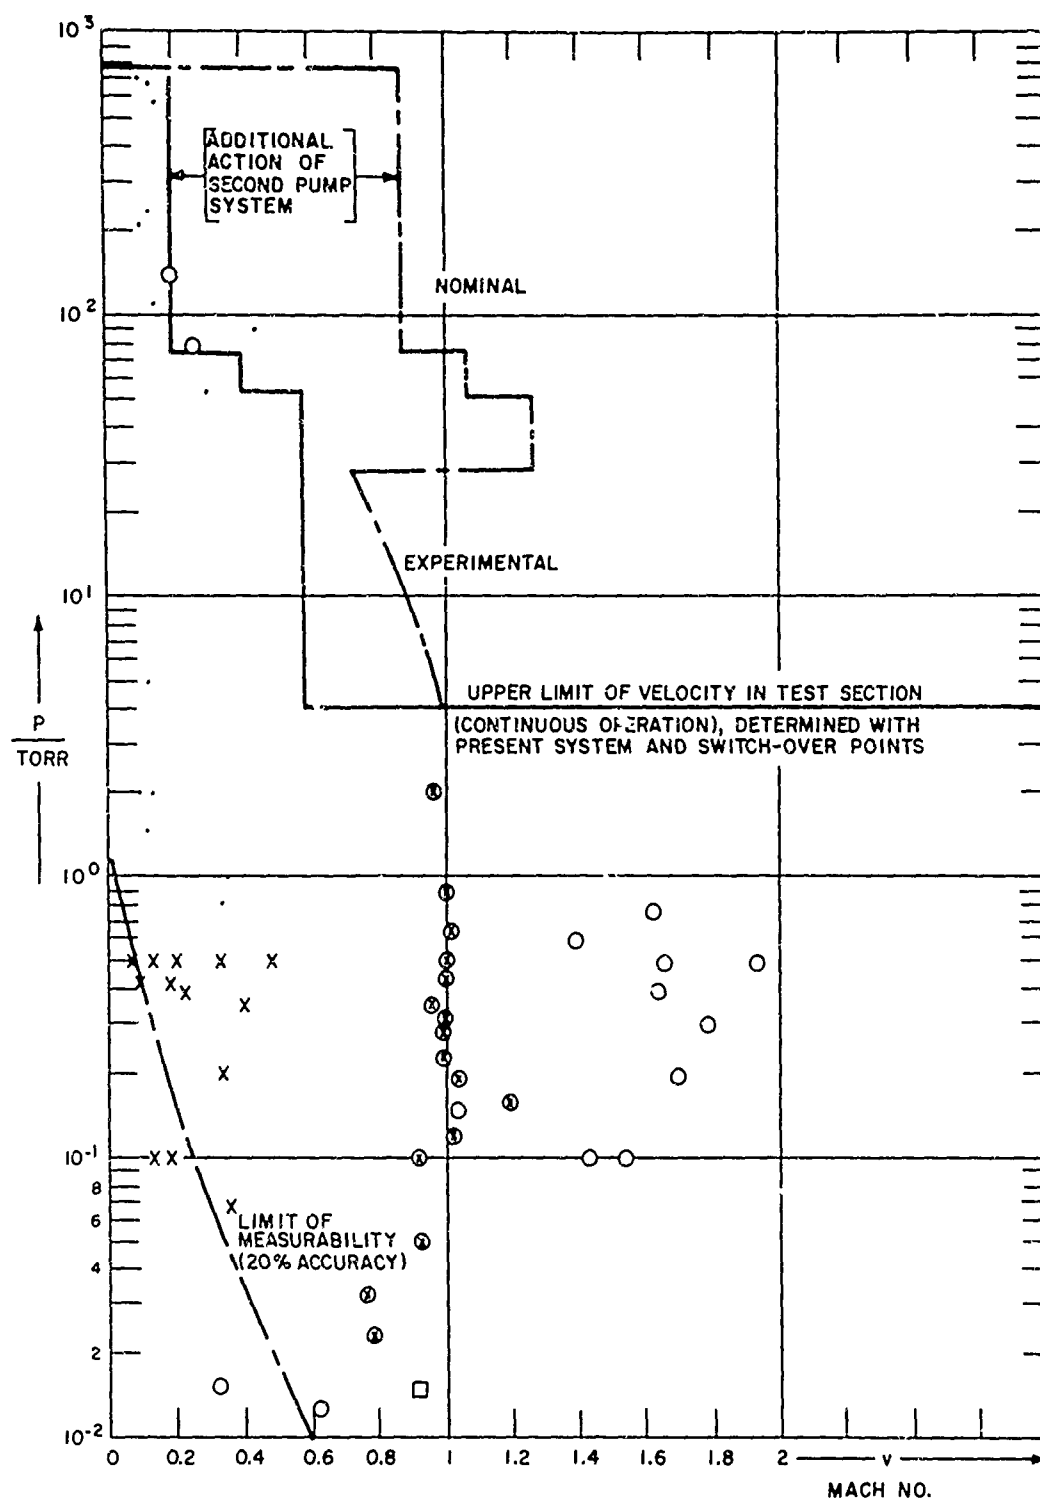 10³
ADDITIONAL
ACTION OF
SECOND PUMP
SYSTEM
NOMINAL
10²
EXPERIMENTAL
10¹
UPPER LIMIT OF VELOCITY IN TEST SECTION
(CONTINUOUS OPERATION), DETERMINED WITH
PRESENT SYSTEM AND SWITCH-OVER POINTS
P
TORR
10⁰
10⁻¹
8
6
4
2
LIMIT OF
MEASURABILITY
(20% ACCURACY)
10⁻²
0 0.2 0.4 0.6 0.8 1 1.2 1.4 1.6 1.8 2 v
MACH NO.